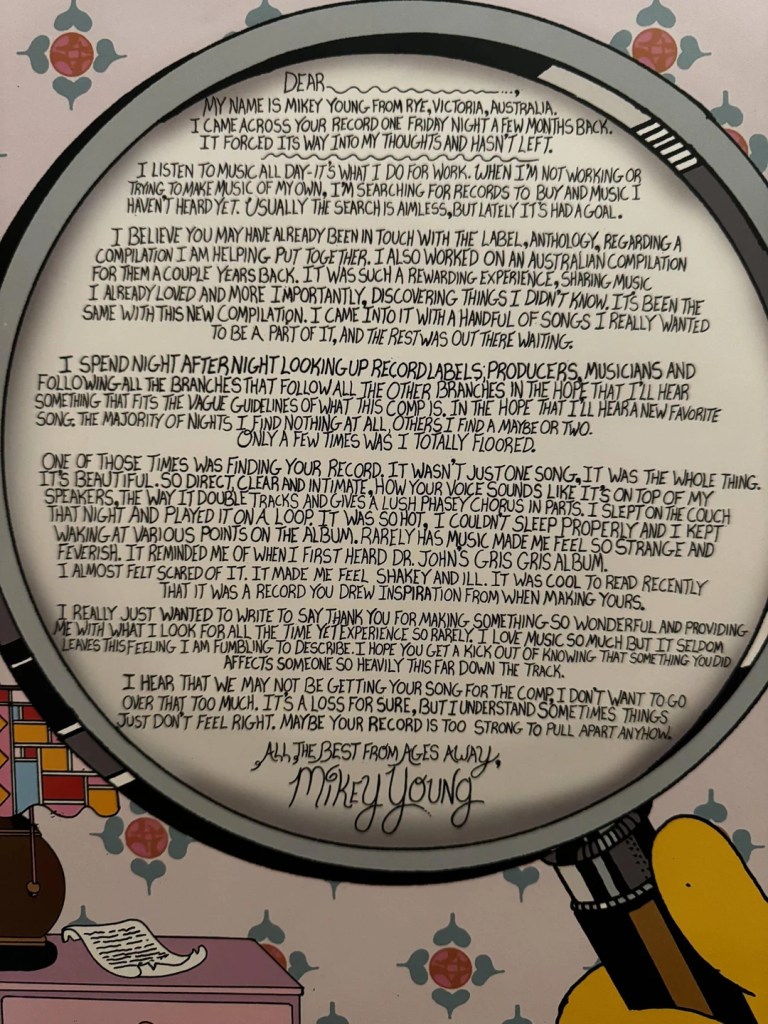 DEAR ,
MY NAME IS MIKEY YOUNG FROM RYE, VICTORIA, AUSTRALIA.
I CAME ACROSS YOUR RECORD ONE FRIDAY NIGHT A FEW MONTHS BACK.
IT FORCED ITS WAY INTO MY THOUGHTS AND HASN'T LEFT.
I LISTEN TO MUSIC ALL DAY-IT'S WHAT I DO FOR WORK. WHEN I'M NOT WORKING OR
TRYING TO MAKE MUSIC OF MY OWN, I'M SEARCHING FOR RECORDS TO BUY AND MUSIC I
HAVEN'T HEARD YET. USUALLY THE SEARCH IS AIMLESS, BUT LATELY IT'S HAD A GOAL.
I BELIEVE YOU MAY HAVE ALREADY BEEN IN TOUCH WITH THE LABEL, ANTHOLOGY, REGARDING A
COMPILATION I AM HELPING PUT TOGETHER. I ALSO WORKED ON AN AUSTRALIAN COMPILATION
FOR THEM A COUPLE YEARS BACK. IT WAS SUCH A REWARDING EXPERIENCE, SHARING MUSIC
I ALREADY LOVED AND MORE IMPORTANTLY, DISCOVERING THINGS I DIDN'T KNOW. IT'S BEEN THE
SAME WITH THIS NEW COMPILATION. I CAME INTO IT WITH A HANDFUL OF SONGS I REALLY WANTED
TO BE A PART OF IT, AND THE REST WAS OUT THERE WAITING.
I SPEND NIGHT AFTER NIGHT LOOKING UP RECORD LABELS, PRODUCERS, MUSICIANS AND
FOLLOWING ALL THE BRANCHES THAT FOLLOW ALL THE OTHER BRANCHES IN THE HOPE THAT I'LL HEAR
SOMETHING THAT FITS THE VAGUE GUIDELINES OF WHAT THIS COMP IS. IN THE HOPE THAT I'LL HEAR A NEW FAVORITE
SONG. THE MAJORITY OF NIGHTS I FIND NOTHING AT ALL, OTHERS I FIND A MAYBE OR TWO.
ONLY A FEW TIMES WAS I TOTALLY FLOORED.
ONE OF THOSE TIMES WAS FINDING YOUR RECORD. IT WASN'T JUST ONE SONG, IT WAS THE WHOLE THING.
IT'S BEAUTIFUL. SO DIRECT, CLEAR AND INTIMATE, HOW YOUR VOICE SOUNDS LIKE IT'S ON TOP OF MY
SPEAKERS, THE WAY IT DOUBLE TRACKS AND GIVES A LUSH PHASEY CHORUS IN PARTS. I SLEPT ON THE COUCH
THAT NIGHT AND PLAYED IT ON A LOOP. IT WAS SO HOT, I COULDN'T SLEEP PROPERLY AND I KEPT
WAKING AT VARIOUS POINTS ON THE ALBUM. RARELY HAS MUSIC MADE ME FEEL SO STRANGE AND
FEVERISH. IT REMINDED ME OF WHEN I FIRST HEARD DR. JOHN'S GRIS GRIS ALBUM.
I ALMOST FELT SCARED OF IT. IT MADE ME FEEL SHAKEY AND ILL. IT WAS COOL TO READ RECENTLY
THAT IT WAS A RECORD YOU DREW INSPIRATION FROM WHEN MAKING YOURS.
I REALLY JUST WANTED TO WRITE TO SAY THANK YOU FOR MAKING SOMETHING SO WONDERFUL AND PROVIDING
ME WITH WHAT I LOOK FOR ALL THE TIME YET EXPERIENCE SO RARELY. I LOVE MUSIC SO MUCH BUT IT SELDOM
LEAVES THIS FEELING I AM FUMBLING TO DESCRIBE. I HOPE YOU GET A KICK OUT OF KNOWING THAT SOMETHING YOU DID
AFFECTS SOMEONE SO HEAVILY THIS FAR DOWN THE TRACK.
I HEAR THAT WE MAY NOT BE GETTING YOUR SONG FOR THE COMP. I DON'T WANT TO GO
OVER THAT TOO MUCH. IT'S A LOSS FOR SURE, BUT I UNDERSTAND SOMETIMES THINGS
JUST DON'T FEEL RIGHT. MAYBE YOUR RECORD IS TOO STRONG TO PULL APART ANYHOW.
ALL THE BEST FROM AGES AWAY,
MIKEY YOUNG